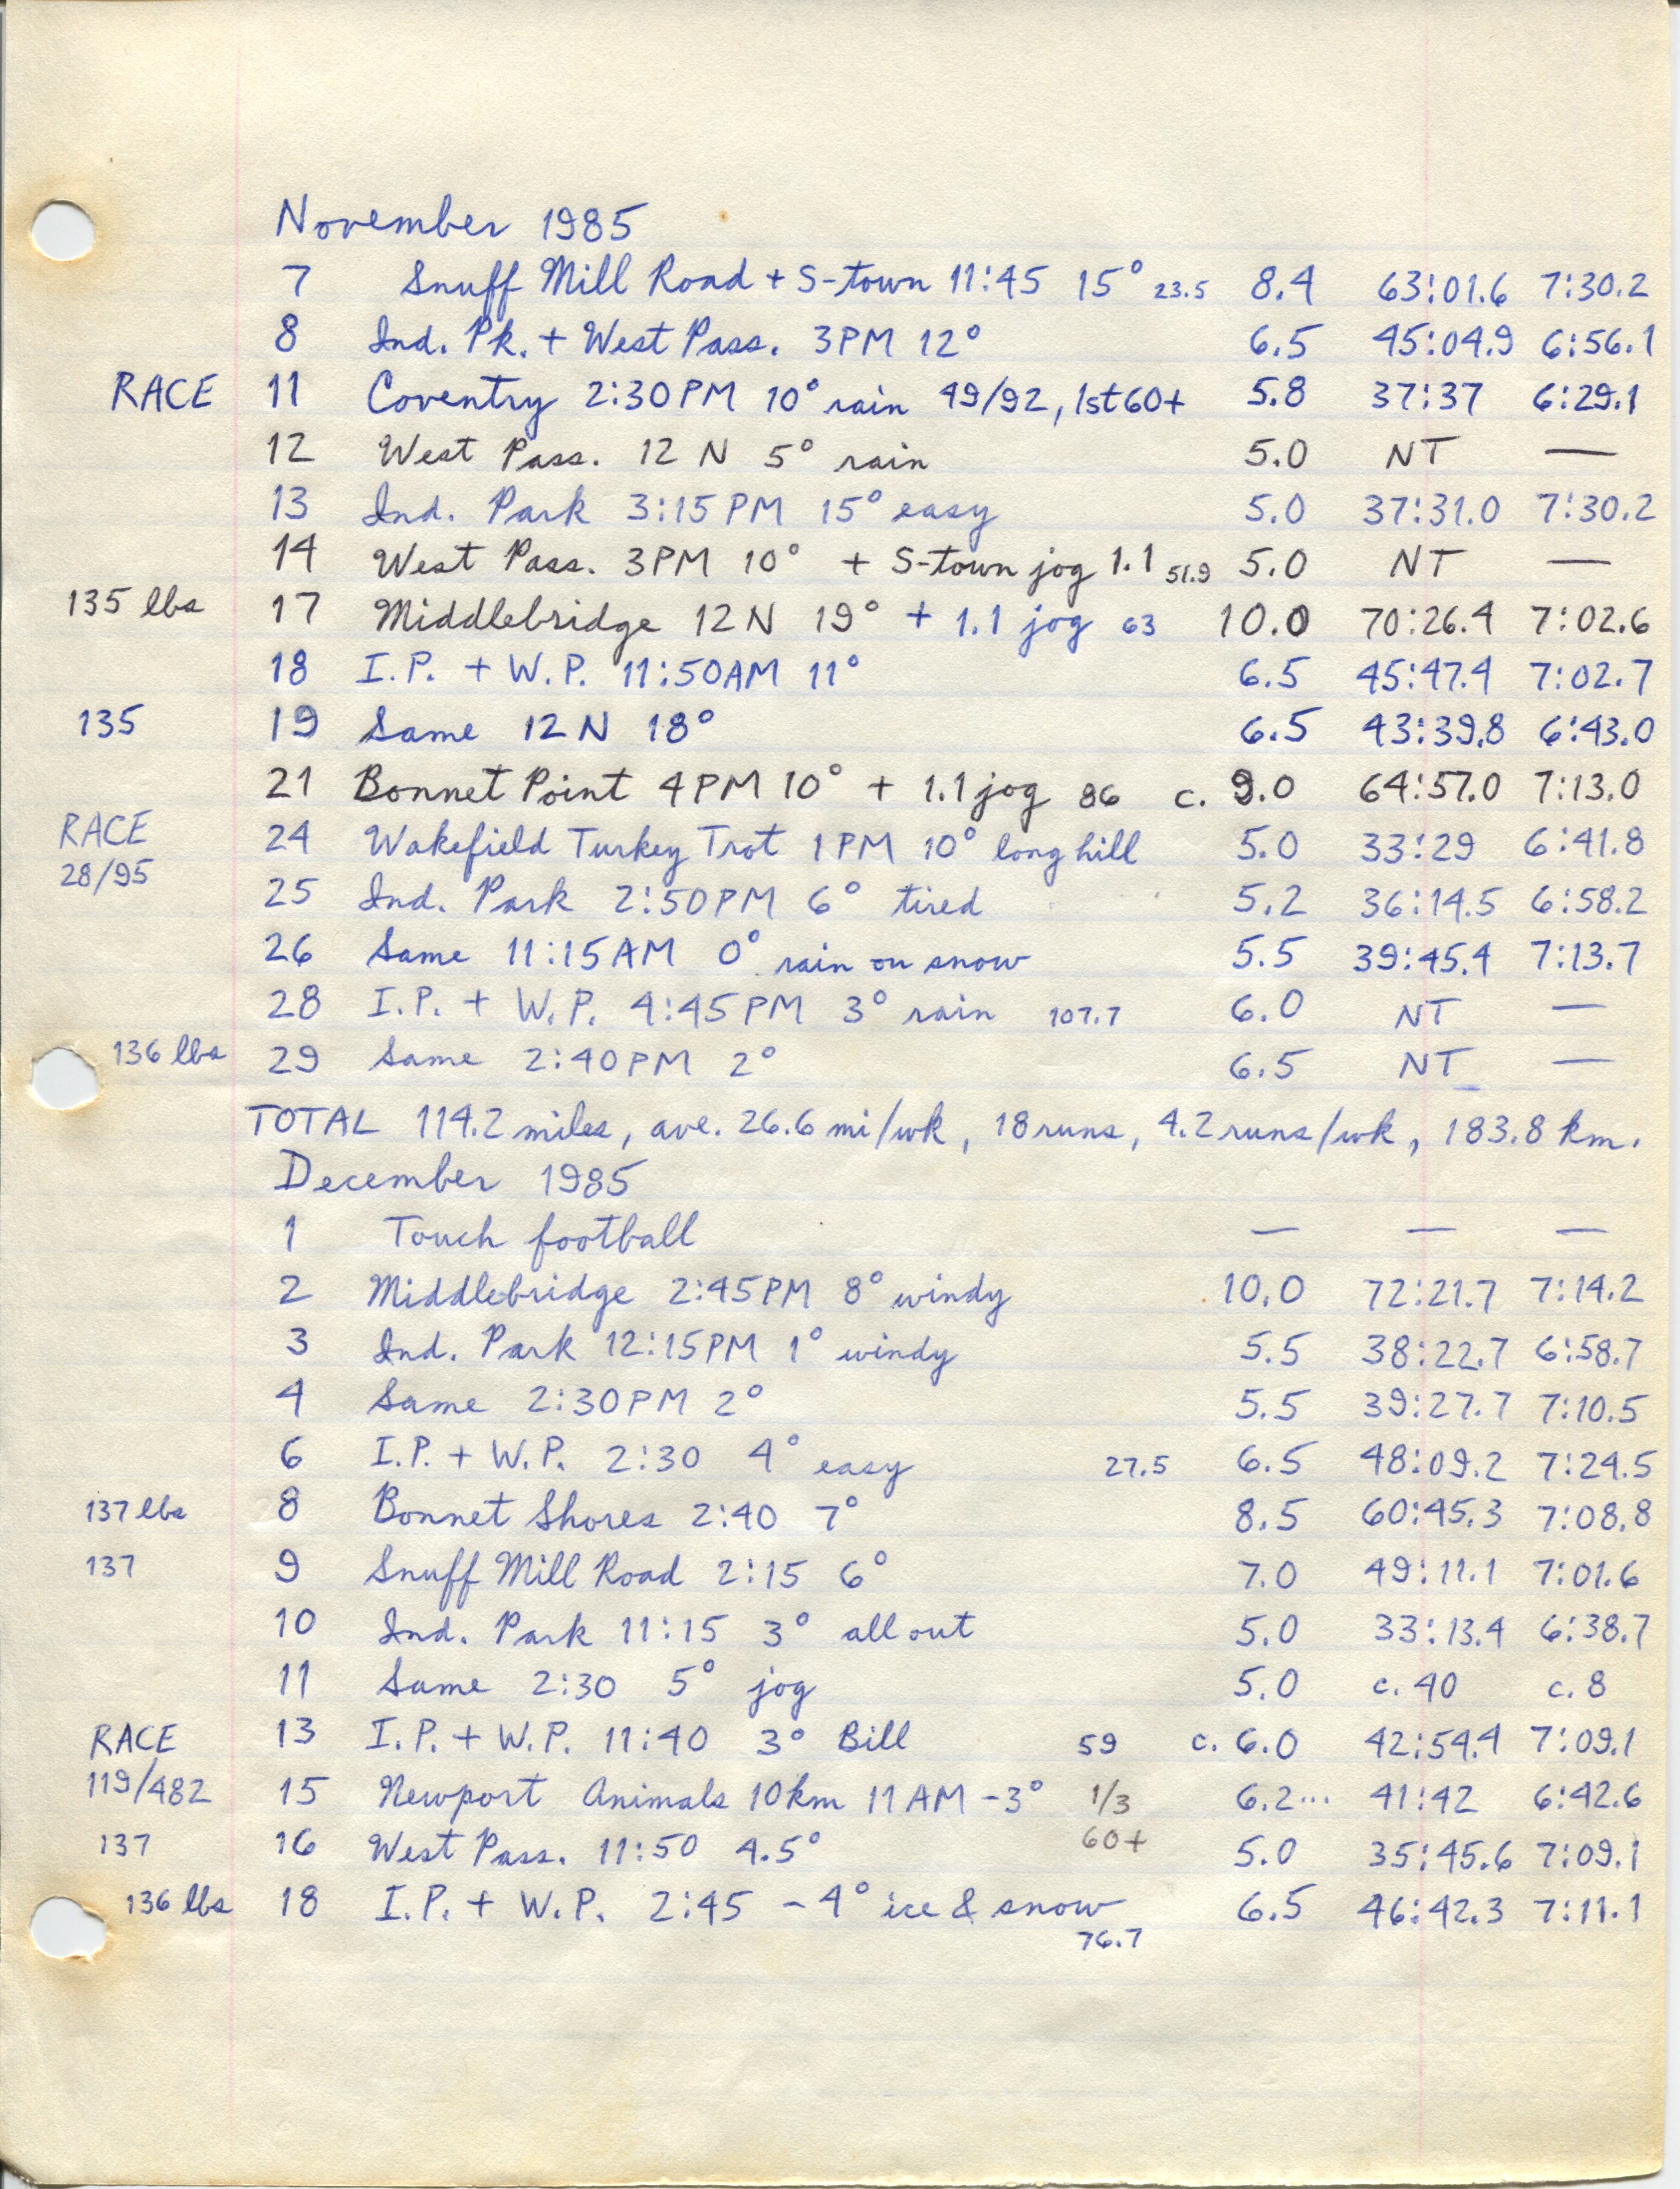 November 1985
7 Snuff Mill Road + S-town 11:45 15° 23.5 8.4 63:01.6 7:30.2
8 Ind. Pk. + West Pass. 3PM 12° 6.5 45:04.9 6:56.1
RACE 11 Coventry 2:30PM 10° rain 49/92, 1st 60+ 5.8 37:37 6:29.1
12 West Pass. 12 N 5° rain 5.0 NT —
13 Ind. Park 3:15PM 15° easy 5.0 37:31.0 7:30.2
14 West Pass. 3PM 10° + S-town jog 1.1 51.9 5.0 NT —
135 lbs 17 Middlebridge 12N 19° + 1.1 jog 63 10.0 70:26.4 7:02.6
18 I.P. + W.P. 11:50AM 11° 6.5 45:47.4 7:02.7
135 19 Same 12N 18° 6.5 43:39.8 6:43.0
21 Bonnet Point 4PM 10° + 1.1 jog 86 c. 9.0 64:57.0 7:13.0
RACE 24 Wakefield Turkey Trot 1PM 10° long hill 5.0 33:29 6:41.8
28/95
25 Ind. Park 2:50PM 6° tired 5.2 36:14.5 6:58.2
26 Same 11:15AM 0° rain on snow 5.5 39:45.4 7:13.7
28 I.P. + W.P. 4:45PM 3° rain 107.7 6.0 NT —
136 lbs 29 Same 2:40PM 2° 6.5 NT —
TOTAL 114.2 miles, ave. 26.6 mi/wk, 18 runs, 4.2 runs/wk, 183.8 km.
December 1985
1 Touch football — — —
2 Middlebridge 2:45PM 8° windy 10.0 72:21.7 7:14.2
3 Ind. Park 12:15PM 1° windy 5.5 38:22.7 6:58.7
4 Same 2:30PM 2° 5.5 39:27.7 7:10.5
6 I.P. + W.P. 2:30 4° easy 27.5 6.5 48:09.2 7:24.5
137 lbs 8 Bonnet Shores 2:40 7° 8.5 60:45.3 7:08.8
137 9 Snuff Mill Road 2:15 6° 7.0 49:11.1 7:01.6
10 Ind. Park 11:15 3° all out 5.0 33:13.4 6:38.7
11 Same 2:30 5° jog 5.0 c. 40 c. 8
13 I.P. + W.P. 11:40 3° Bill 59 c. 6.0 42:54.4 7:09.1
RACE
119/482 15 Newport Animals 10km 11AM -3° 1/3 6.2... 41:42 6:42.6
60+
137 16 West Pass. 11:50 4.5° 5.0 35:45.6 7:09.1
136 lbs 18 I.P. + W.P. 2:45 -4° ice & snow 6.5 46:42.3 7:11.1
76.7